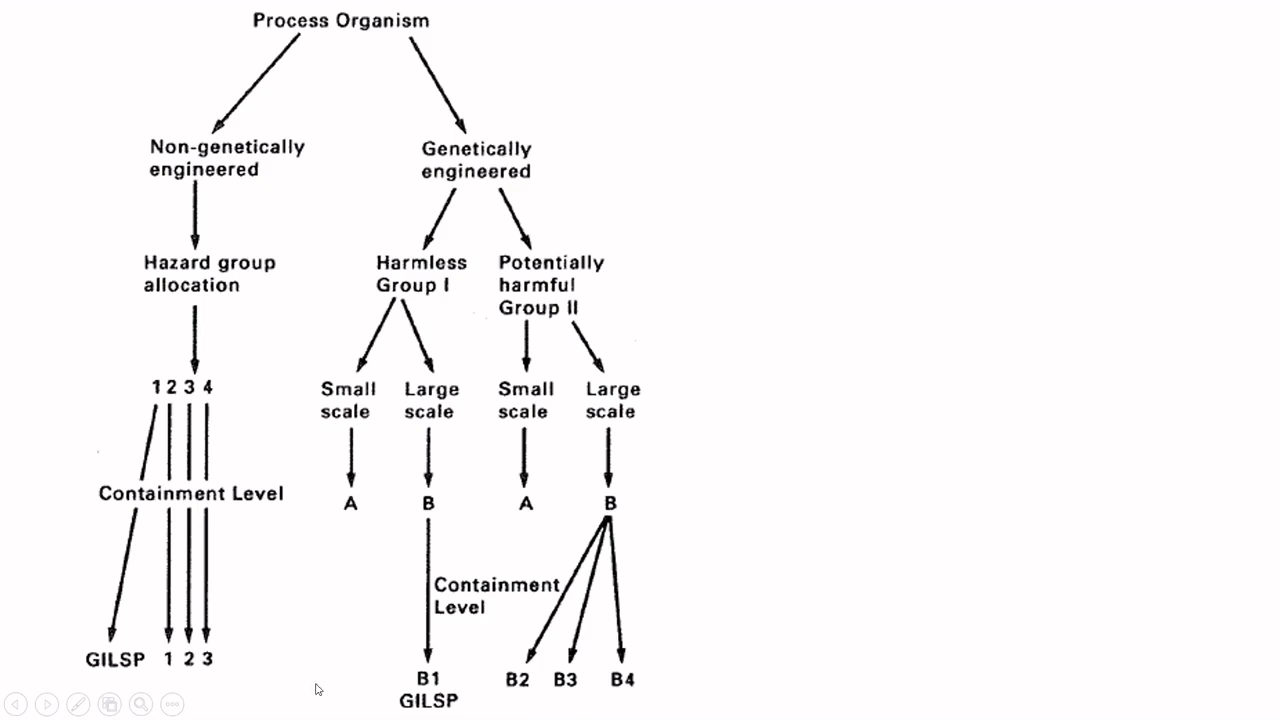 Process Organism
Non-genetically
engineered
Genetically
engineered
Hazard group
allocation
Harmless
Group I
Potentially
harmful
Group II
1 2 3 4
Small
scale
Large
scale
Small
scale
Large
scale
Containment Level
A
B
A
B
Containment
Level
GILSP 1 2 3
B1
GILSP
B2 B3 B4